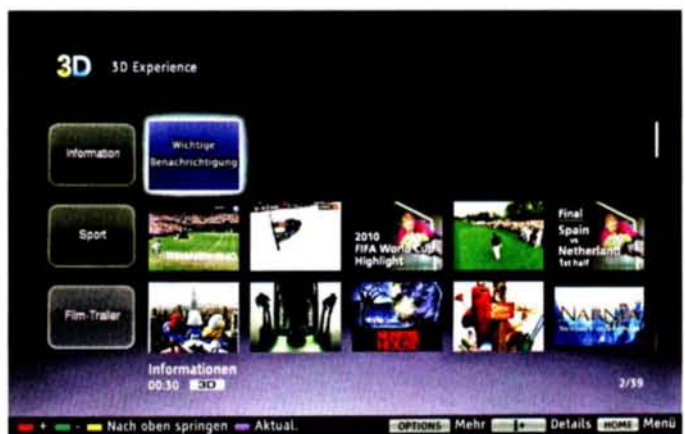 3D 3D Experience
Information
Wichtige
Benachrichtigung
Sport
2010
FIFA World Cup
Highlight
Final
Spain
vs
Netherland
1st half
Film-Trailer
NARNIA
Informationen
00:30 3D
2/39
+ - Nach oben springen Aktual. OPTIONS Mehr i+ Details HOME Menü